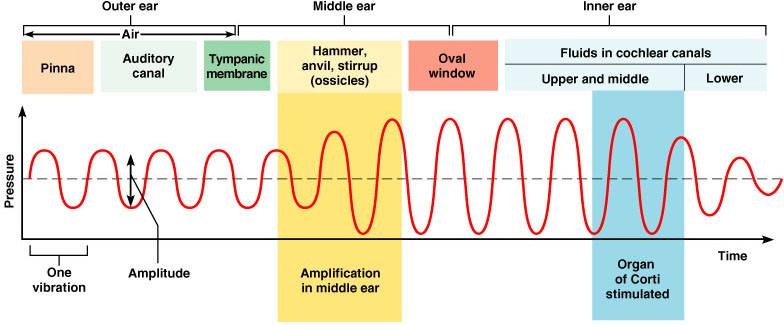 Outer ear
Middle ear
Inner ear
Air
Pinna
Auditory
canal
Tympanic
membrane
Hammer,
anvil, stirrup
(ossicles)
Oval
window
Fluids in cochlear canals
Upper and middle
Lower
Pressure
Time
One
vibration
Amplitude
Amplification
in middle ear
Organ
of Corti
stimulated